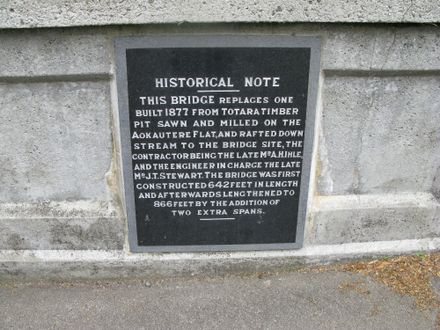 HISTORICAL NOTE
THIS BRIDGE REPLACES ONE
BUILT 1877 FROM TOTARA TIMBER
PIT SAWN AND MILLED ON THE
AOKAUTERE FLAT, AND RAFTED DOWN
STREAM TO THE BRIDGE SITE, THE
CONTRACTOR BEING THE LATE MR A.H.IHLE,
AND THE ENGINEER IN CHARGE THE LATE
MR J.T. STEWART. THE BRIDGE WAS FIRST
CONSTRUCTED 642 FEET IN LENGTH
AND AFTERWARDS LENGTHENED TO
866 FEET BY THE ADDITION OF
TWO EXTRA SPANS.